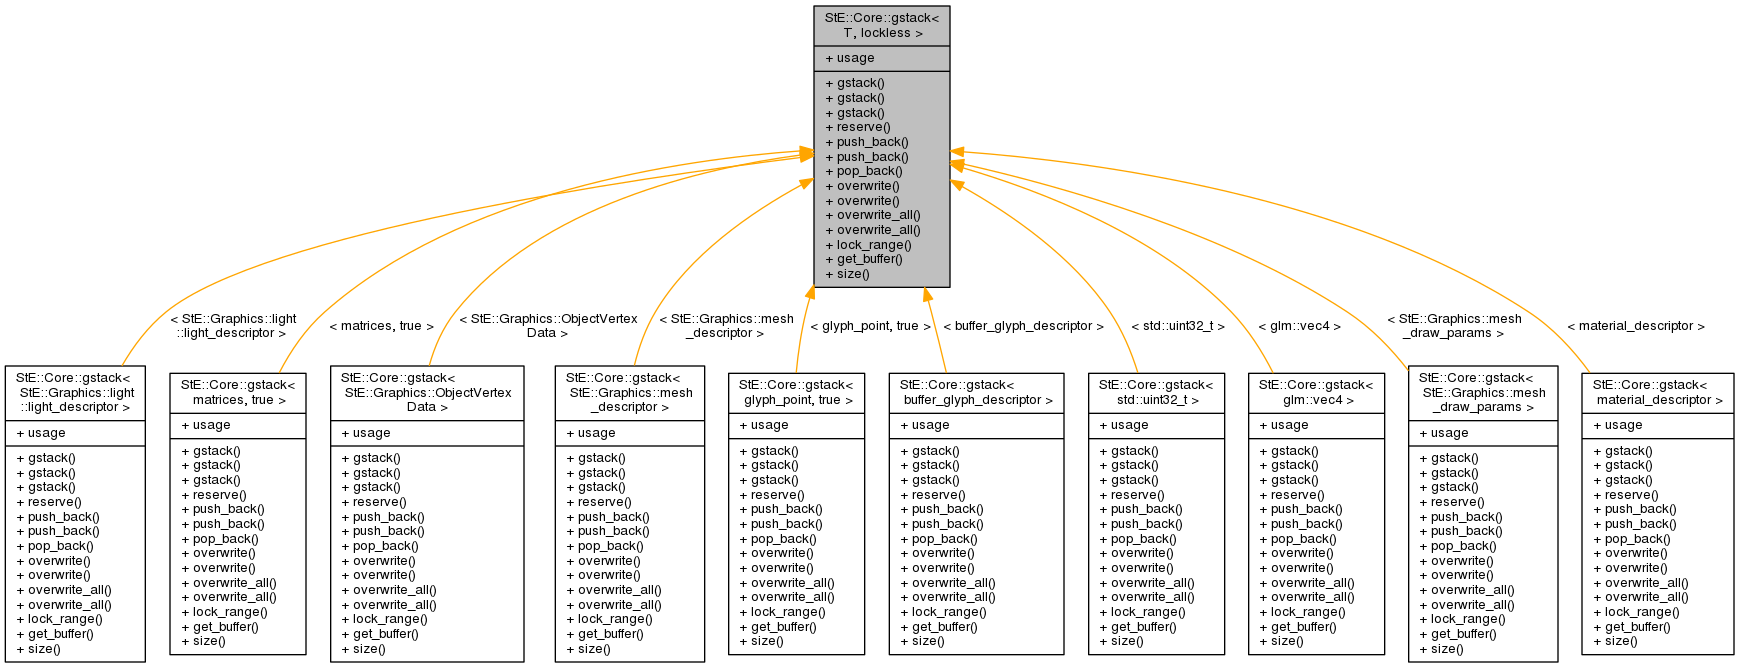 StE::Core::gstack<
T, lockless >
+ usage
+ gstack()
+ gstack()
+ gstack()
+ reserve()
+ push_back()
+ push_back()
+ pop_back()
+ overwrite()
+ overwrite()
+ overwrite_all()
+ overwrite_all()
+ lock_range()
+ get_buffer()
+ size()
< StE::Graphics::light
::light_descriptor >
< matrices, true >
< StE::Graphics::ObjectVertex
Data >
< StE::Graphics::mesh
_descriptor >
< glyph_point, true >
< buffer_glyph_descriptor >
< std::uint32_t >
< glm::vec4 >
< StE::Graphics::mesh
_draw_params >
< material_descriptor >
StE::Core::gstack<
StE::Graphics::light
::light_descriptor >
+ usage
+ gstack()
+ gstack()
+ gstack()
+ reserve()
+ push_back()
+ push_back()
+ pop_back()
+ overwrite()
+ overwrite()
+ overwrite_all()
+ overwrite_all()
+ lock_range()
+ get_buffer()
+ size()
StE::Core::gstack<
matrices, true >
+ usage
+ gstack()
+ gstack()
+ gstack()
+ reserve()
+ push_back()
+ push_back()
+ pop_back()
+ overwrite()
+ overwrite()
+ overwrite_all()
+ overwrite_all()
+ lock_range()
+ get_buffer()
+ size()
StE::Core::gstack<
StE::Graphics::ObjectVertex
Data >
+ usage
+ gstack()
+ gstack()
+ gstack()
+ reserve()
+ push_back()
+ push_back()
+ pop_back()
+ overwrite()
+ overwrite()
+ overwrite_all()
+ overwrite_all()
+ lock_range()
+ get_buffer()
+ size()
StE::Core::gstack<
StE::Graphics::mesh
_descriptor >
+ usage
+ gstack()
+ gstack()
+ gstack()
+ reserve()
+ push_back()
+ push_back()
+ pop_back()
+ overwrite()
+ overwrite()
+ overwrite_all()
+ overwrite_all()
+ lock_range()
+ get_buffer()
+ size()
StE::Core::gstack<
glyph_point, true >
+ usage
+ gstack()
+ gstack()
+ gstack()
+ reserve()
+ push_back()
+ push_back()
+ pop_back()
+ overwrite()
+ overwrite()
+ overwrite_all()
+ overwrite_all()
+ lock_range()
+ get_buffer()
+ size()
StE::Core::gstack<
buffer_glyph_descriptor >
+ usage
+ gstack()
+ gstack()
+ gstack()
+ reserve()
+ push_back()
+ push_back()
+ pop_back()
+ overwrite()
+ overwrite()
+ overwrite_all()
+ overwrite_all()
+ lock_range()
+ get_buffer()
+ size()
StE::Core::gstack<
std::uint32_t >
+ usage
+ gstack()
+ gstack()
+ gstack()
+ reserve()
+ push_back()
+ push_back()
+ pop_back()
+ overwrite()
+ overwrite()
+ overwrite_all()
+ overwrite_all()
+ lock_range()
+ get_buffer()
+ size()
StE::Core::gstack<
glm::vec4 >
+ usage
+ gstack()
+ gstack()
+ gstack()
+ reserve()
+ push_back()
+ push_back()
+ pop_back()
+ overwrite()
+ overwrite()
+ overwrite_all()
+ overwrite_all()
+ lock_range()
+ get_buffer()
+ size()
StE::Core::gstack<
StE::Graphics::mesh
_draw_params >
+ usage
+ gstack()
+ gstack()
+ gstack()
+ reserve()
+ push_back()
+ push_back()
+ pop_back()
+ overwrite()
+ overwrite()
+ overwrite_all()
+ overwrite_all()
+ lock_range()
+ get_buffer()
+ size()
StE::Core::gstack<
material_descriptor >
+ usage
+ gstack()
+ gstack()
+ gstack()
+ reserve()
+ push_back()
+ push_back()
+ pop_back()
+ overwrite()
+ overwrite()
+ overwrite_all()
+ overwrite_all()
+ lock_range()
+ get_buffer()
+ size()